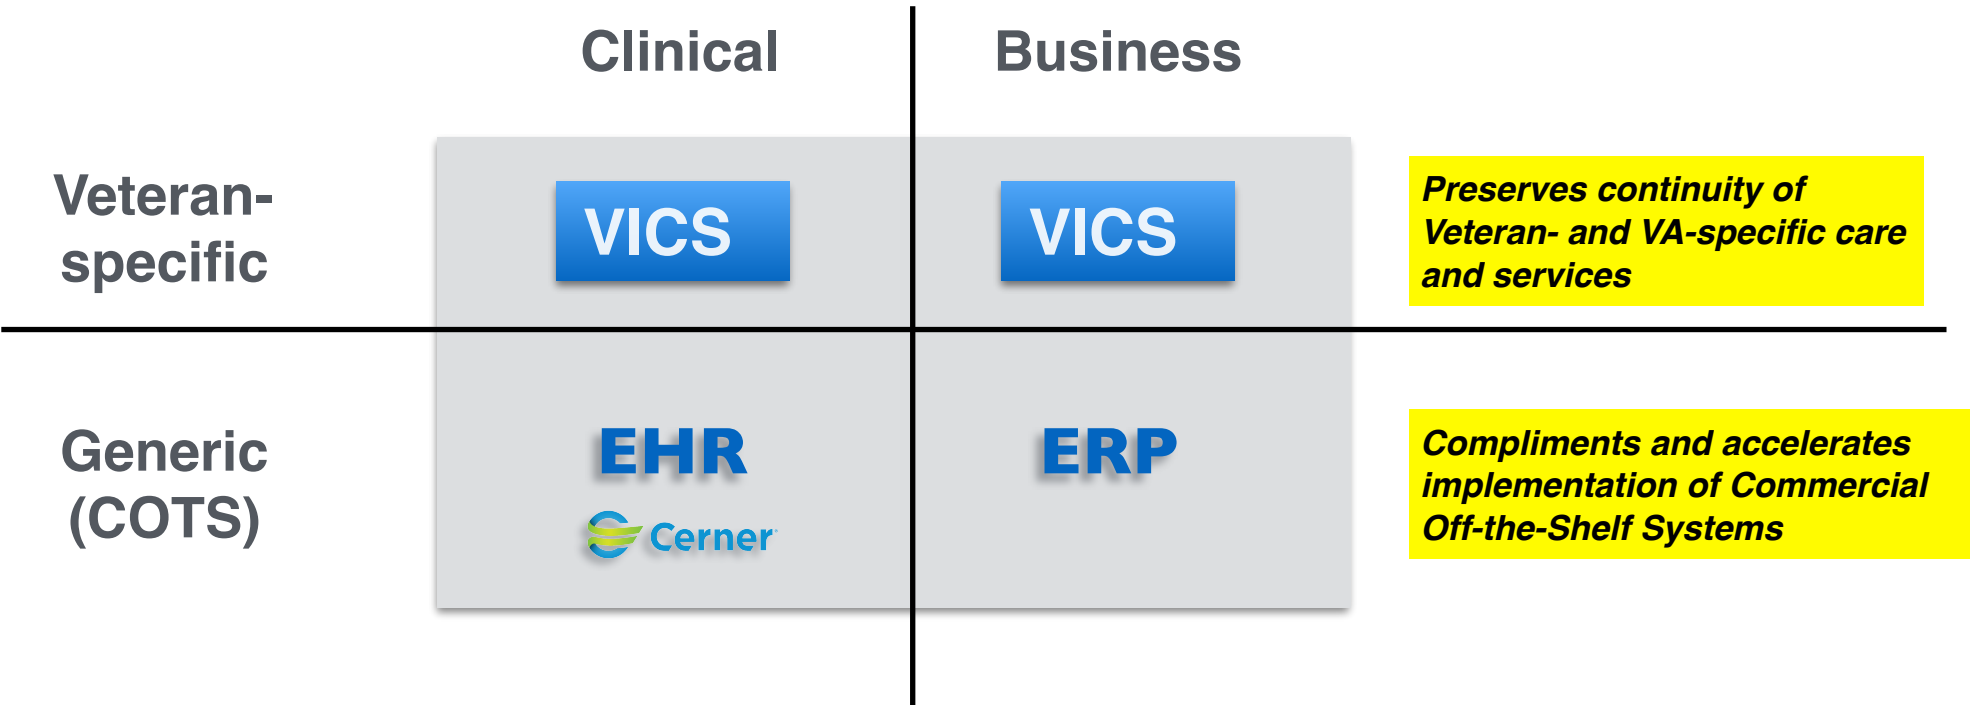 Clinical
Business
Veteran-
specific
VICS
VICS
Preserves continuity of
Veteran- and VA-specific care
and services
Generic
(COTS)
EHR
Cerner
ERP
Compliments and accelerates
implementation of Commercial
Off-the-Shelf Systems